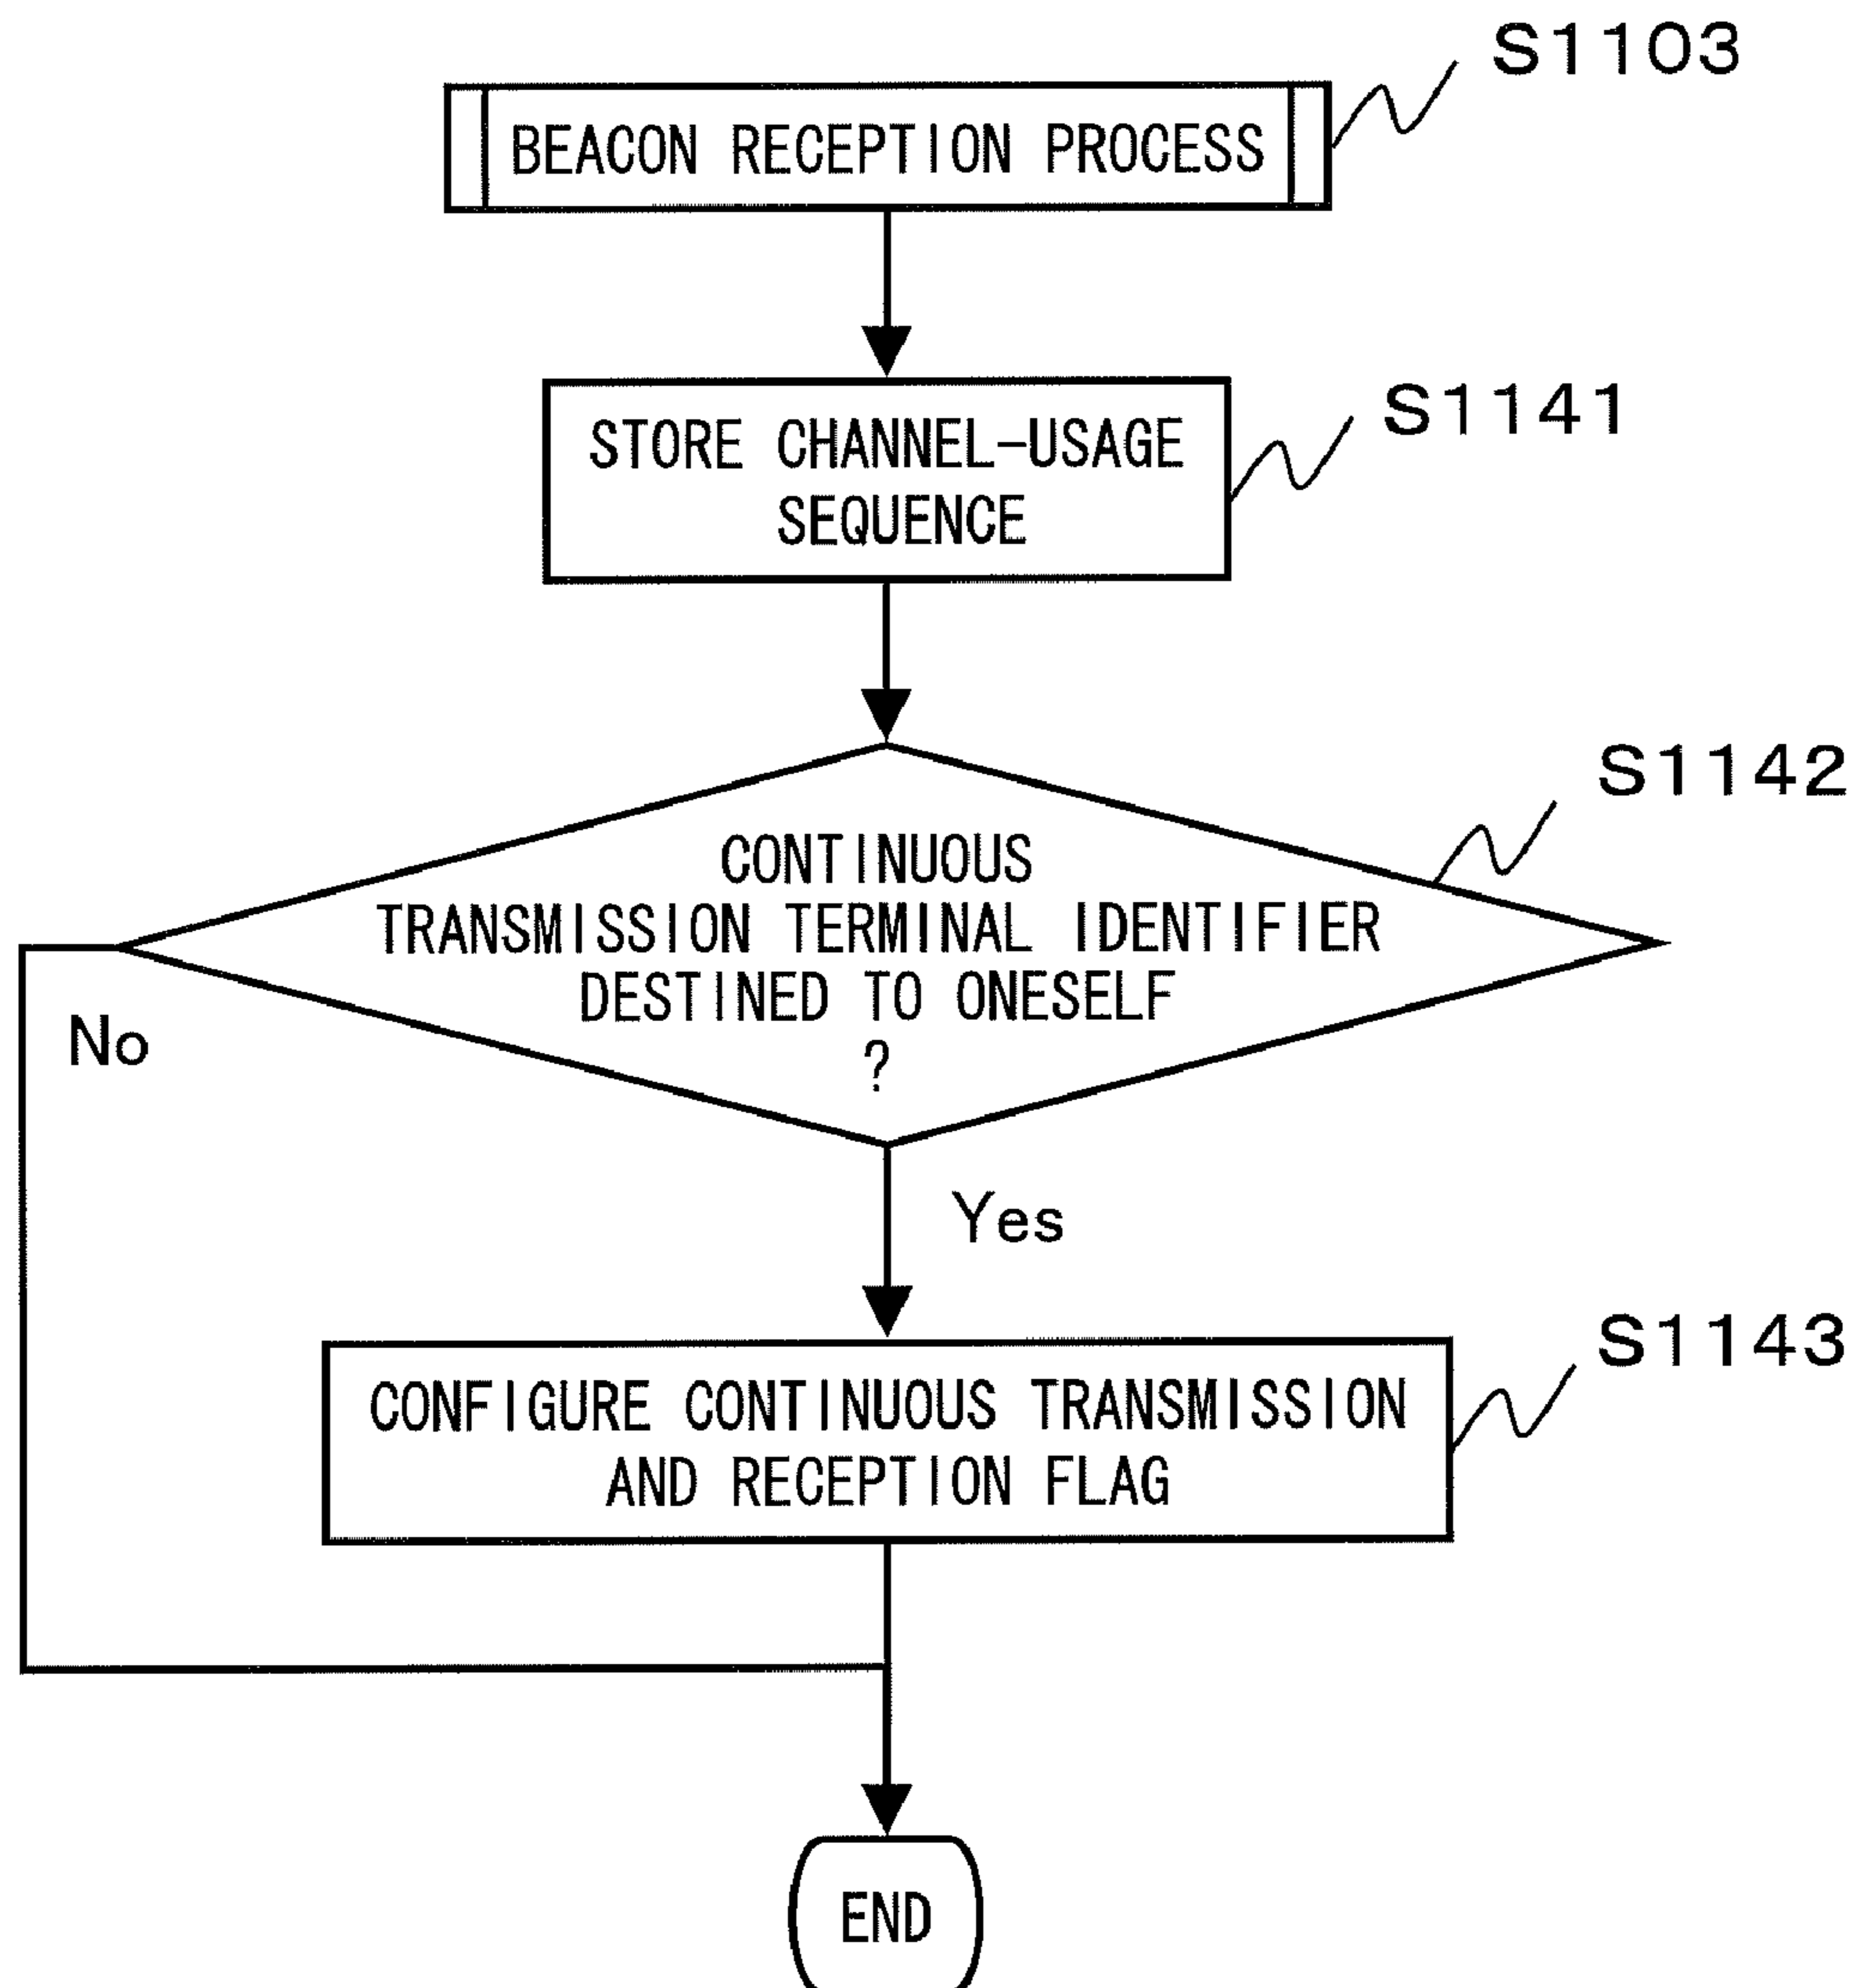 S1103
BEACON RECEPTION PROCESS
S1141
STORE CHANNEL-USAGE
SEQUENCE
S1142
CONTINUOUS
TRANSMISSION TERMINAL IDENTIFIER
DESTINED TO ONESELF
?
No
Yes
S1143
CONFIGURE CONTINUOUS TRANSMISSION
AND RECEPTION FLAG
END